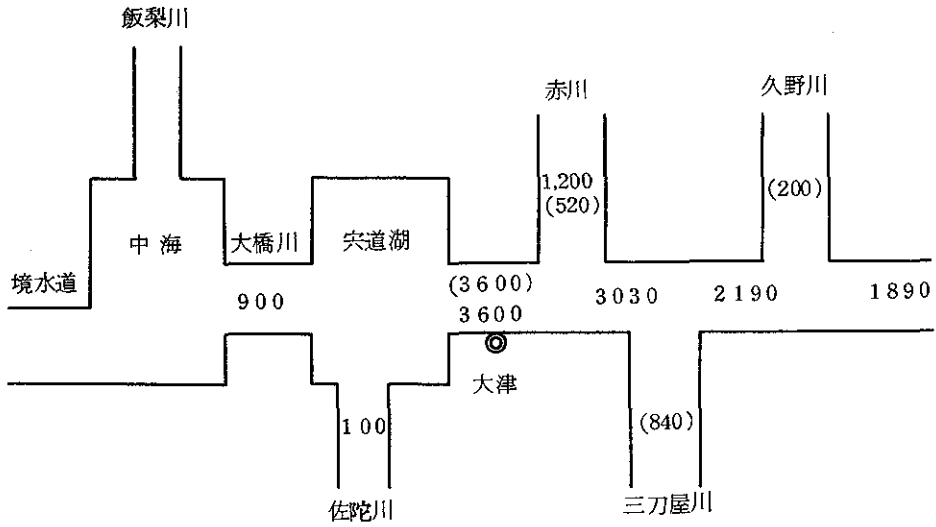 飯梨川
赤川
久野川
1,200
(520)
(200)
中海
大橋川
宍道湖
境水道
(3600)
900
3600
3030
2190
1890
大津
100
(840)
佐陀川
三刀屋川